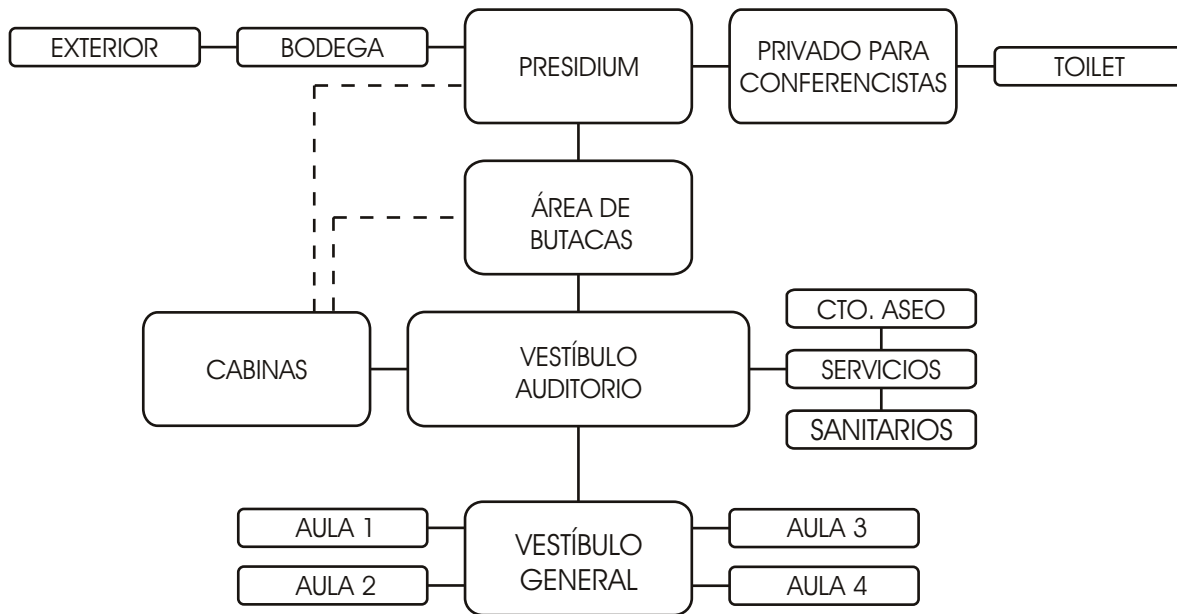 EXTERIOR
BODEGA
PRESIDIUM
PRIVADO PARA
CONFERENCISTAS
TOILET
ÁREA DE
BUTACAS
CABINAS
VESTÍBULO
AUDITORIO
CTO. ASEO
SERVICIOS
SANITARIOS
AULA 1
AULA 2
VESTÍBULO
GENERAL
AULA 3
AULA 4